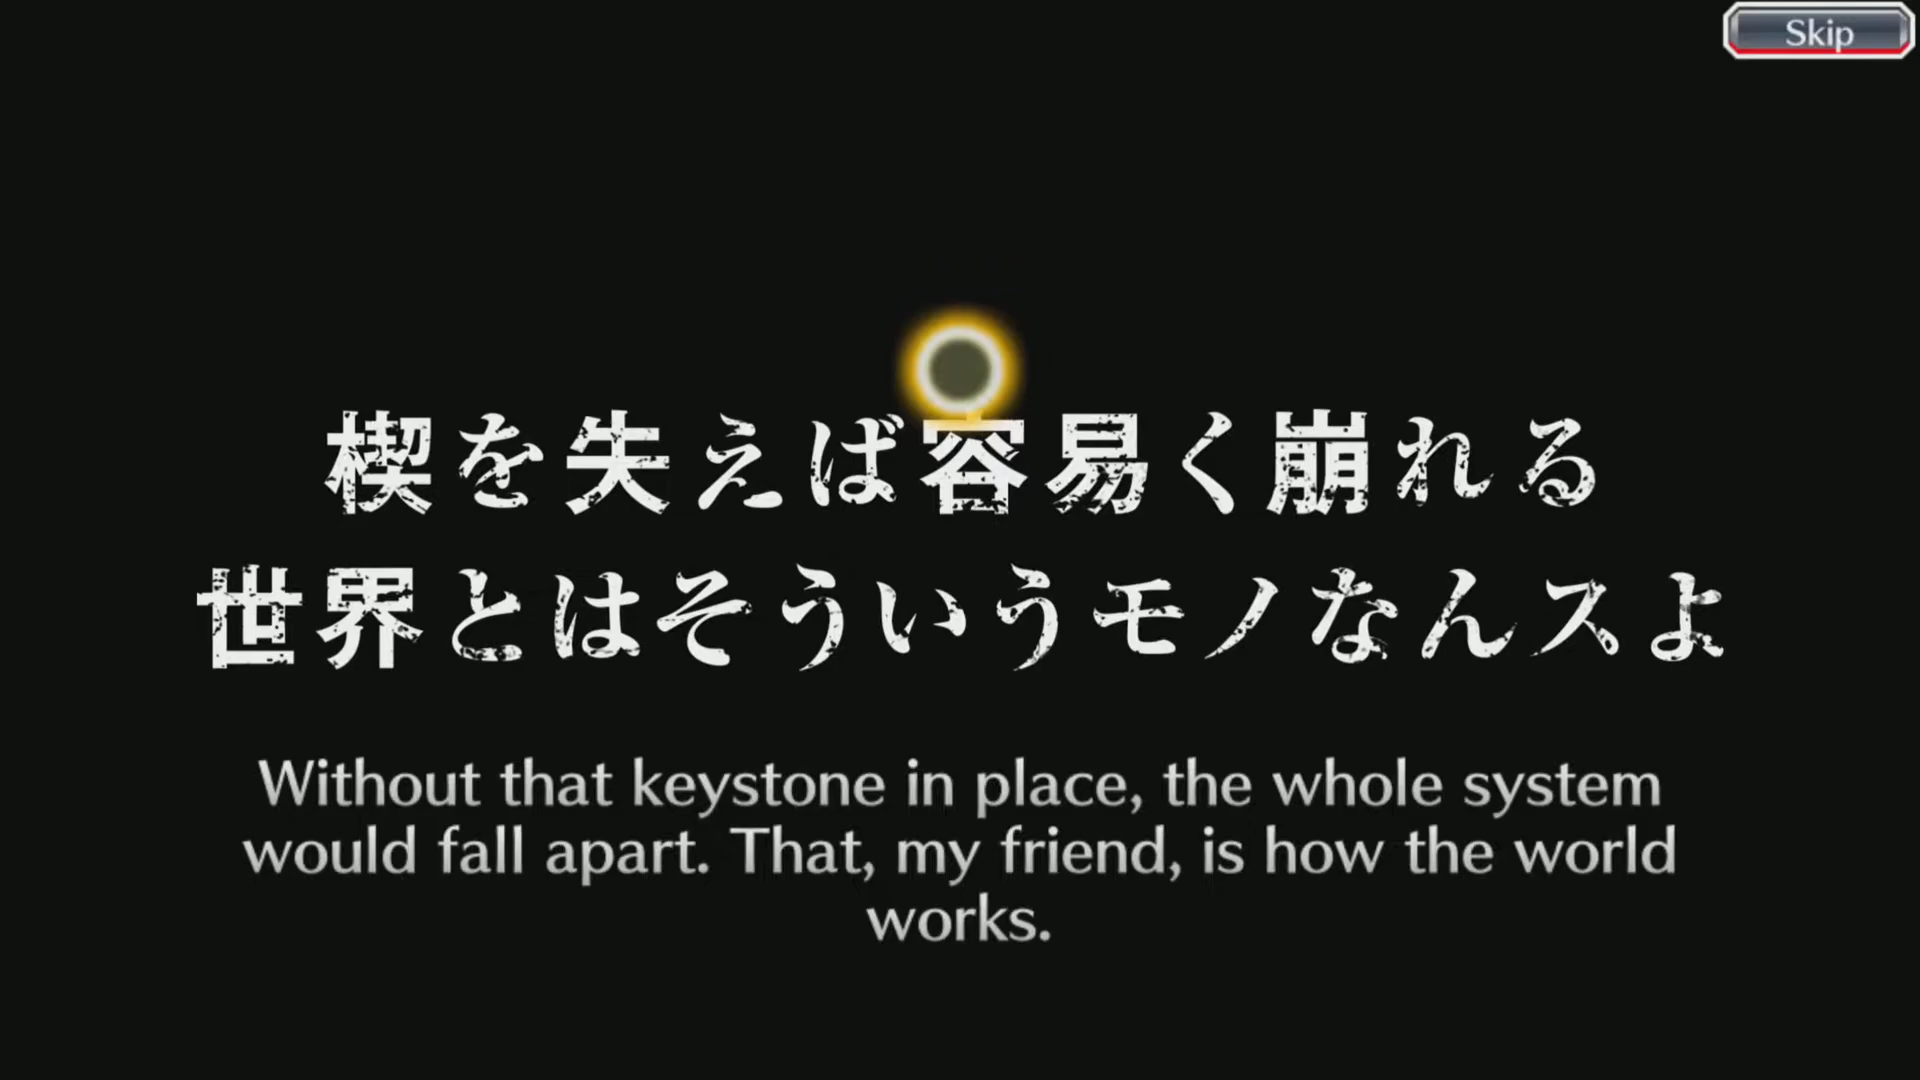 Skip
楔を失えば容易く崩れる
世界とはそういうモノなんスよ
Without that keystone in place, the whole system
would fall apart. That, my friend, is how the world
works.